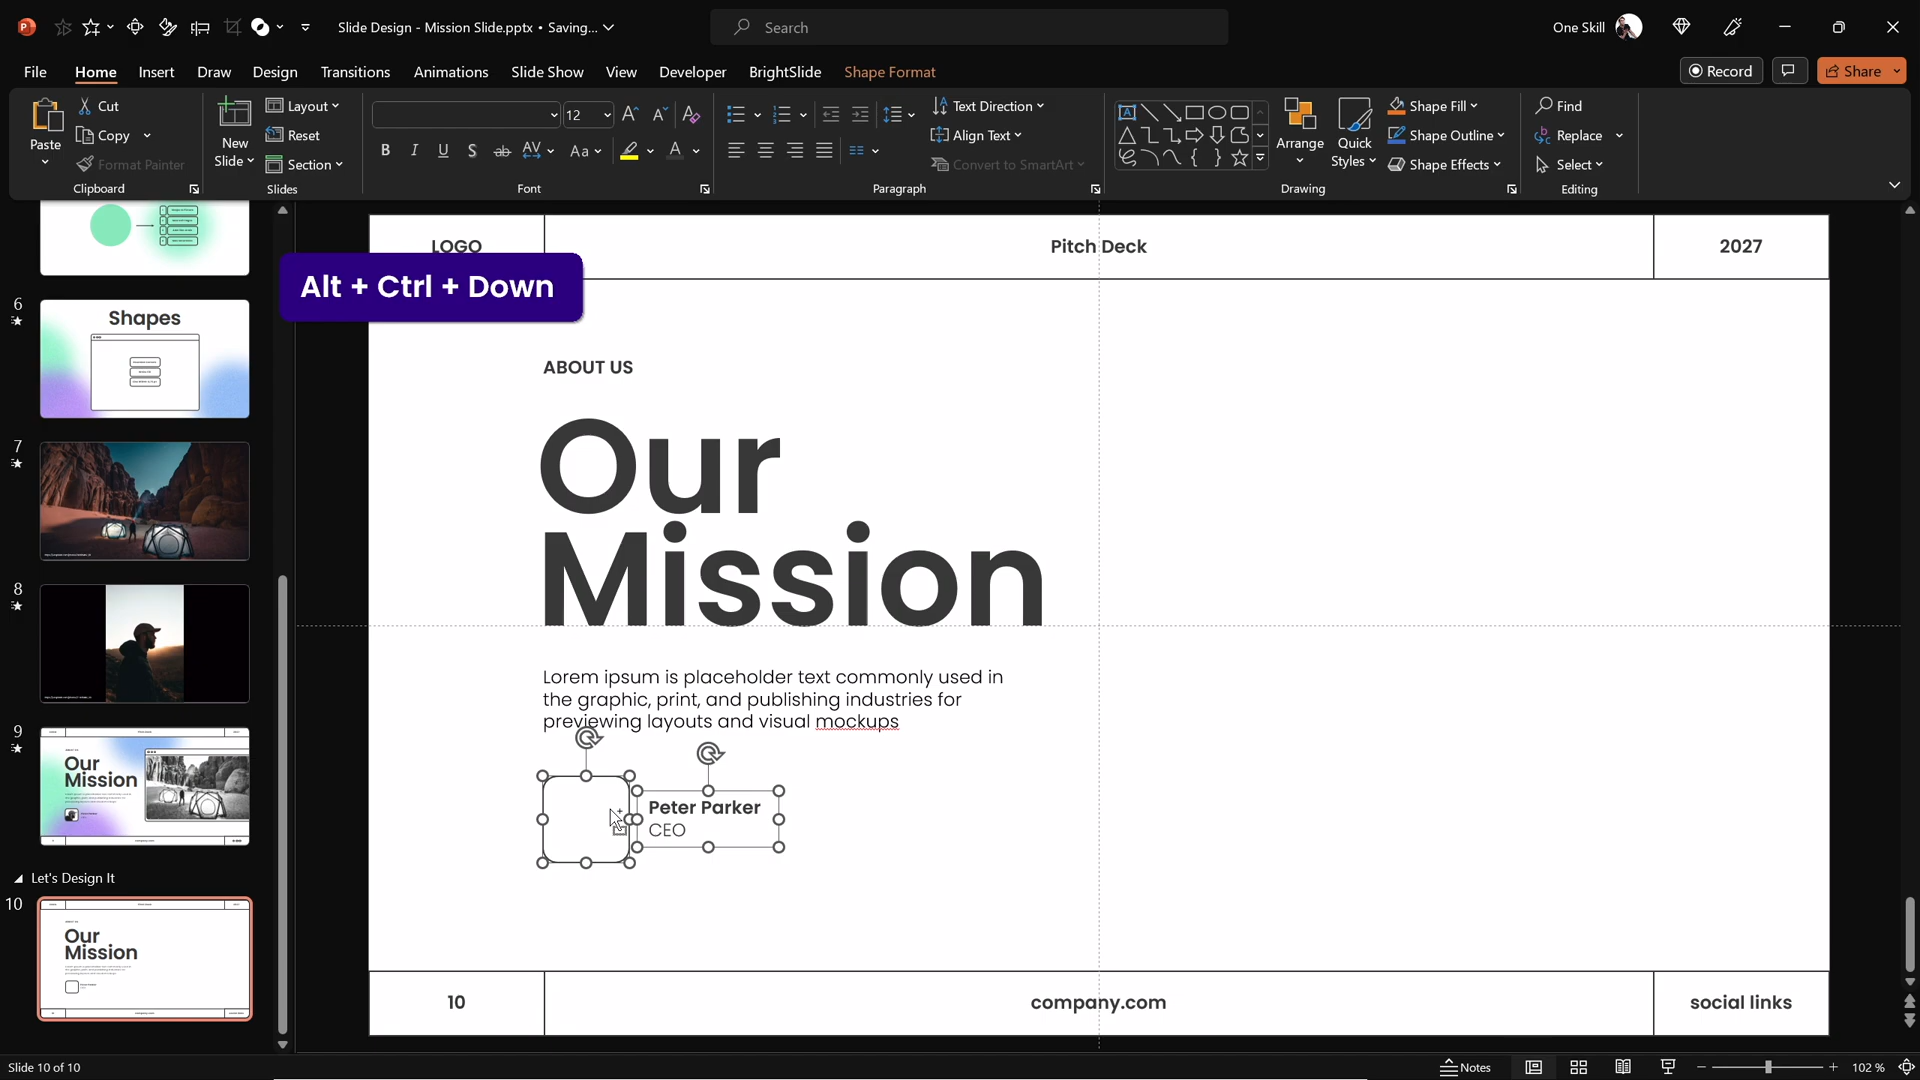 Slide Design - Mission Slide.pptx • Saving...
Search
One Skill
File Home Insert Draw Design Transitions Animations Slide Show View Developer BrightSlide Shape Format
Record
Share
Paste
Cut
Copy
Format Painter
Clipboard
New Slide
Layout
Reset
Section
Slides
12
B I U S ab AV Aa A
Font
Text Direction
Align Text
Convert to SmartArt
Paragraph
Arrange
Quick Styles
Shape Fill
Shape Outline
Shape Effects
Drawing
Find
Replace
Select
Editing
6
Shapes
7
8
9
Our
Mission
Let's Design It
10
Our
Mission
Alt + Ctrl + Down
LOGO
Pitch Deck
2027
ABOUT US
Our
Mission
Lorem ipsum is placeholder text commonly used in
the graphic, print, and publishing industries for
previewing layouts and visual mockups
Peter Parker
CEO
10
company.com
social links
Slide 10 of 10
Notes
102 %